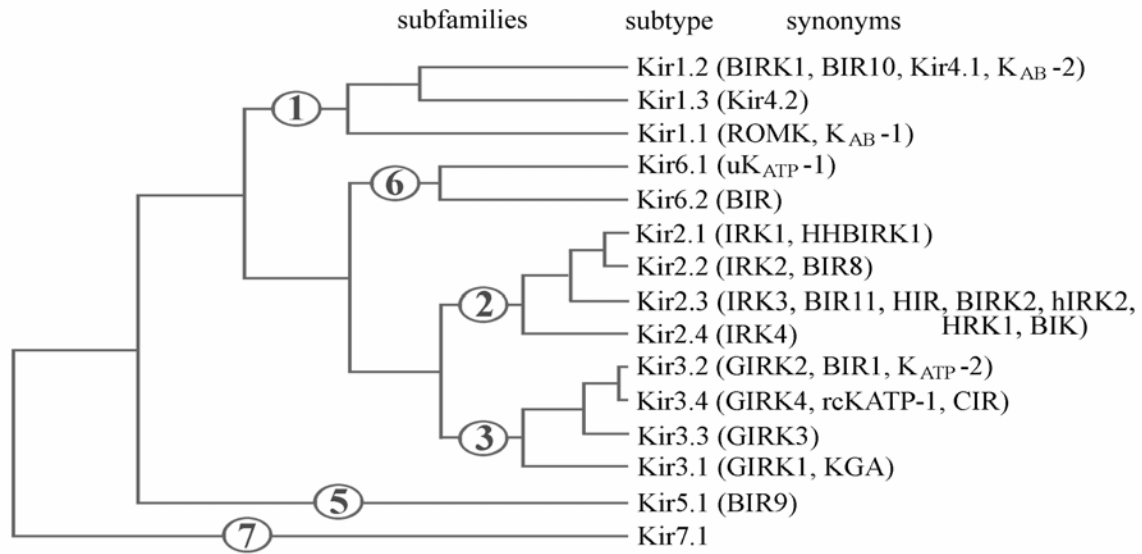 subfamilies subtype synonyms
Kir1.2 (BIRK1, BIR10, Kir4.1, KAB-2)
1
Kir1.3 (Kir4.2)
Kir1.1 (ROMK, KAB-1)
Kir6.1 (uKATP-1)
6
Kir6.2 (BIR)
Kir2.1 (IRK1, HHBIRK1)
Kir2.2 (IRK2, BIR8)
2
Kir2.3 (IRK3, BIR11, HIR, BIRK2, hIRK2,
HRK1, BIK)
Kir2.4 (IRK4)
Kir3.2 (GIRK2, BIR1, KATP-2)
Kir3.4 (GIRK4, rcKATP-1, CIR)
3
Kir3.3 (GIRK3)
Kir3.1 (GIRK1, KGA)
5
Kir5.1 (BIR9)
7
Kir7.1